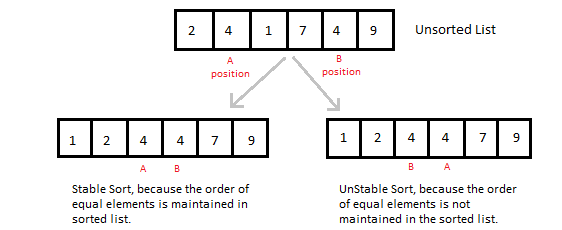 2 4 1 7 4 9 Unsorted List
A position
B position
1 2 4 4 7 9
A B
Stable Sort, because the order of
equal elements is maintained in
sorted list.
1 2 4 4 7 9
B A
UnStable Sort, because the order
of equal elements is not
maintained in the sorted list.